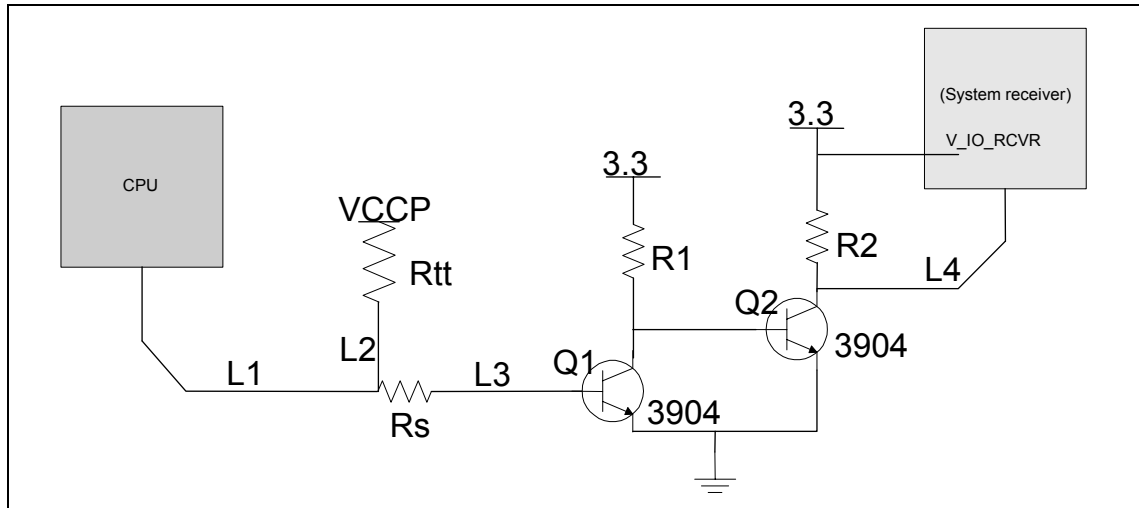 (System receiver)
3.3
V_IO_RCVR
3.3
CPU
VCCP
R1
R2
Rtt
L4
Q2
L2
3904
L1
L3
Q1
Rs
3904